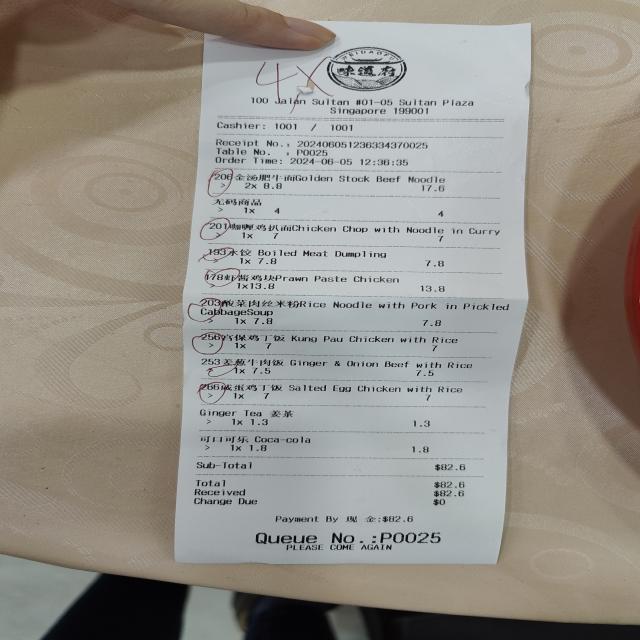 4X
WEIDAOFU
味道府
100 Jalan Sultan #01-05 Sultan Plaza
Singapore 199001
Cashier: 1001 / 1001
Receipt No.: 202406051236334370025
Table No. : P0025
Order Time: 2024-06-05 12:36:35
206金汤肥牛面Golden Stock Beef Noodle
> 2x 8.8 17.6
无码商品
> 1x 4 4
201咖喱鸡扒面Chicken Chop with Noodle in Curry
> 1x 7 7
193水饺 Boiled Meat Dumpling
> 1x 7.8 7.8
178虾酱鸡块Prawn Paste Chicken
> 1x13.8 13.8
203酸菜肉丝米粉Rice Noodle with Pork in Pickled
CabbageSoup
> 1x 7.8 7.8
256宫保鸡丁饭 Kung Pau Chicken with Rice
> 1x 7 7
253姜葱牛肉饭 Ginger & Onion Beef with Rice
> 1x 7.5 7.5
266咸蛋鸡丁饭 Salted Egg Chicken with Rice
> 1x 7 7
Ginger Tea 姜茶
> 1x 1.3 1.3
可口可乐 Coca-cola
> 1x 1.8 1.8
Sub-Total $82.6
Total $82.6
Received $82.6
Change Due $0
Payment By 现 金:$82.6
Queue No.:P0025
PLEASE COME AGAIN